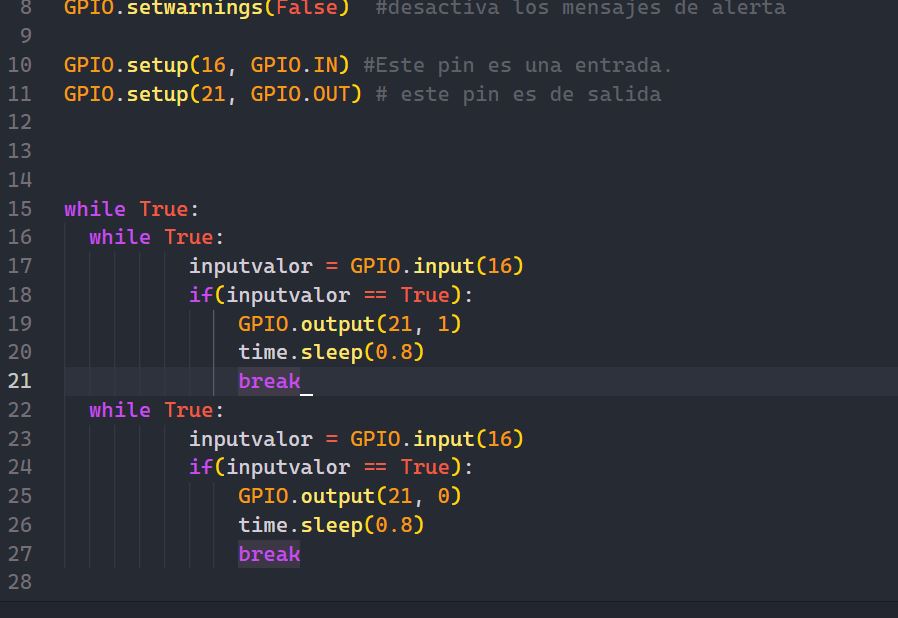 8 GPIO.setwarnings(False)  #desactiva los mensajes de alerta
9
10 GPIO.setup(16, GPIO.IN) #Este pin es una entrada.
11 GPIO.setup(21, GPIO.OUT) # este pin es de salida
12
13
14
15 while True:
16   while True:
17           inputvalor = GPIO.input(16)
18           if(inputvalor == True):
19               GPIO.output(21, 1)
20               time.sleep(0.8)
21               break
22   while True:
23           inputvalor = GPIO.input(16)
24           if(inputvalor == True):
25               GPIO.output(21, 0)
26               time.sleep(0.8)
27               break
28